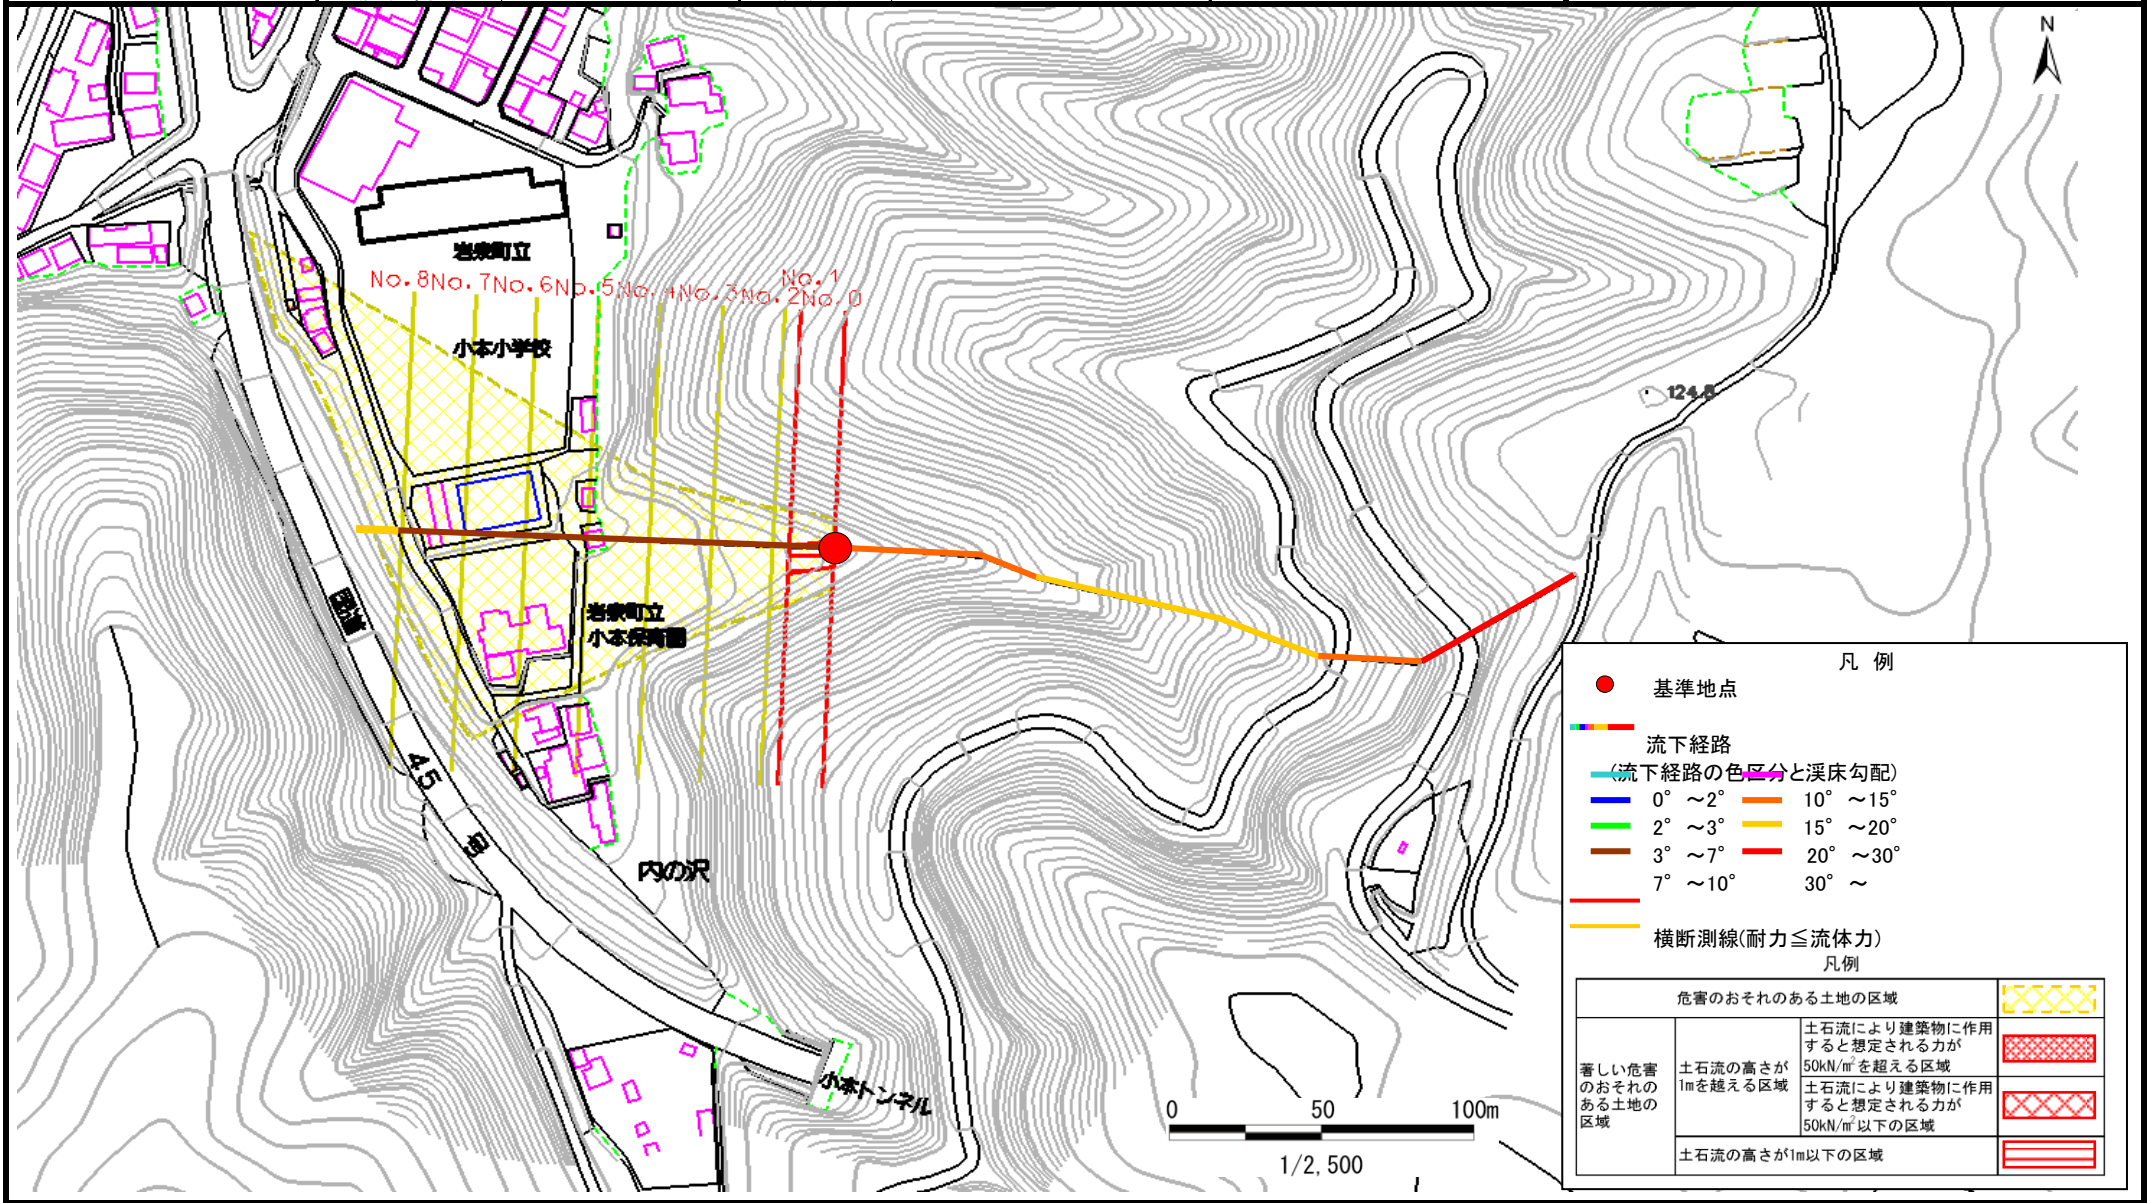 N
岩泉町立
No.8No.7No.6No.5No.4No.3No.2No.0
No.1
小本小学校
124.8
岩泉町立
小本保育園
国道
45
号
内の沢
小本トンネル
0 50 100m
1/2,500
凡 例
基準地点
流下経路
(流下経路の色区分と渓床勾配)
0° ～2° 10° ～15°
2° ～3° 15° ～20°
3° ～7° 20° ～30°
7° ～10° 30° ～
横断測線(耐力≦流体力)
凡例
危害のおそれのある土地の区域
著しい危害
のおそれの
ある土地の
区域
土石流の高さが
1mを越える区域
土石流により建築物に作用
すると想定される力が
50kN/㎡を超える区域
土石流により建築物に作用
すると想定される力が
50kN/㎡以下の区域
土石流の高さが1m以下の区域